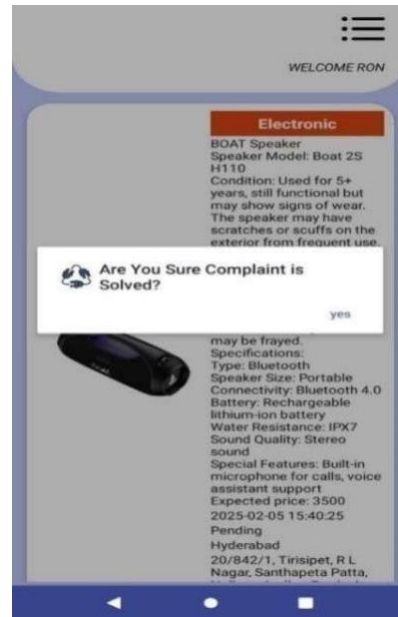 WELCOME RON
Electronic
BOAT Speaker
Speaker Model: Boat 2S
H110
Condition: Used for 5+
years, still functional but
may show signs of wear.
The speaker may have
scratches or scuffs on the
exterior from frequent use.
Are You Sure Complaint is
Solved?
yes
may be frayed.
Specifications:
Type: Bluetooth
Speaker Size: Portable
Connectivity: Bluetooth 4.0
Battery: Rechargeable
lithium-ion battery
Water Resistance: IPX7
Sound Quality: Stereo
sound
Special Features: Built-in
microphone for calls, voice
assistant support
Expected price: 3500
2025-02-05 15:40:25
Pending
Hyderabad
20/842/1, Tirisipet, R L
Nagar, Santhapeta Patta,